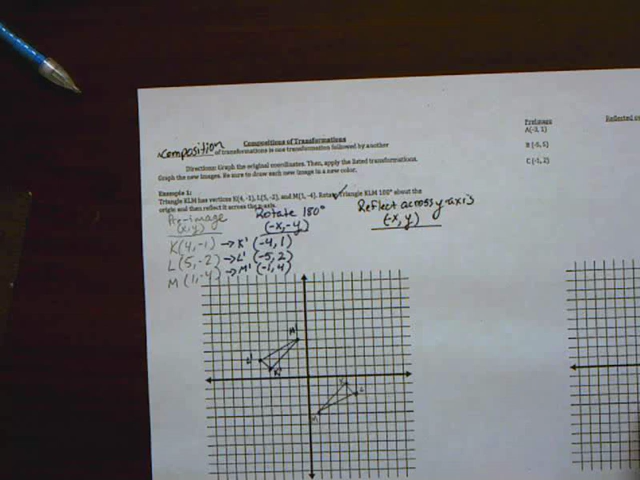 Compositions of Transformations
A composition of transformations is one transformation followed by another
Directions: Graph the original coordinates. Then, apply the listed transformations.
Graph the new images. Be sure to draw each new image in a new color.
Example 1:
Triangle KLM has vertices K(4, -1), L(5, -2), and M(1, -4). Rotate Triangle KLM 180° about the
origin and then reflect it across the y-axis.
Pre-image
(x,y)
K(4,-1)
L(5,-2)
M(1,-4)
Rotate 180°
(-x,-y)
→ K' (-4,1)
→ L' (-5,2)
→ M' (-1,4)
Reflect across y-axis
(-x, y)
M'
L'
K'
K
L
M
Preimage
A(-3, 1)
B (-5, 5)
C (-1, 2)
Reflected